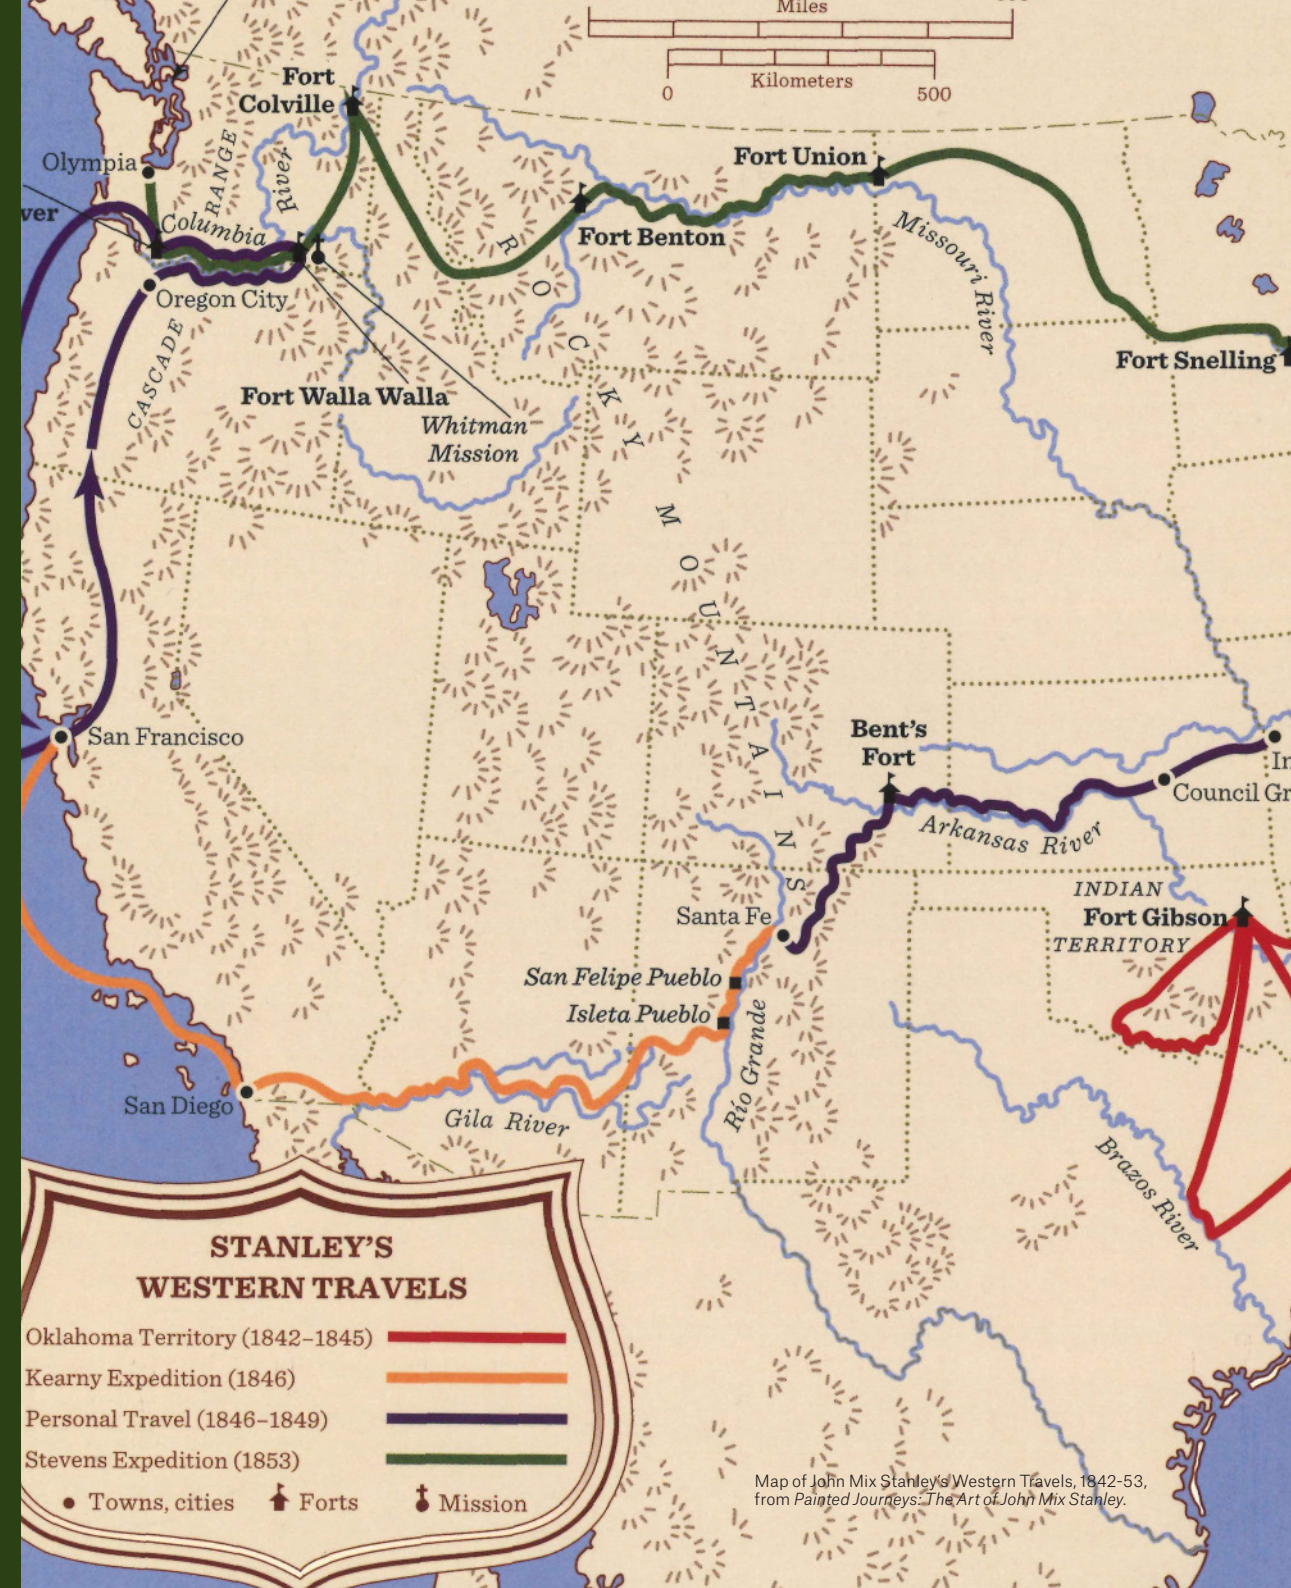 Miles
Kilometers
0
500
Fort
Colville
Olympia
RANGE
River
Columbia
ver
Oregon City
CASCADE
Fort Walla Walla
Whitman
Mission
Fort Benton
Fort Union
Missouri River
Fort Snelling
ROCKY MOUNTAINS
San Francisco
Bent's
Fort
Arkansas River
In
Council Gr
INDIAN
Fort Gibson
TERRITORY
Santa Fe
San Felipe Pueblo
Isleta Pueblo
Río Grande
San Diego
Gila River
Brazos River
STANLEY'S
WESTERN TRAVELS
Oklahoma Territory (1842–1845)
Kearny Expedition (1846)
Personal Travel (1846–1849)
Stevens Expedition (1853)
Towns, cities Forts Mission
Map of John Mix Stanley's Western Travels, 1842-53,
from Painted Journeys: The Art of John Mix Stanley.